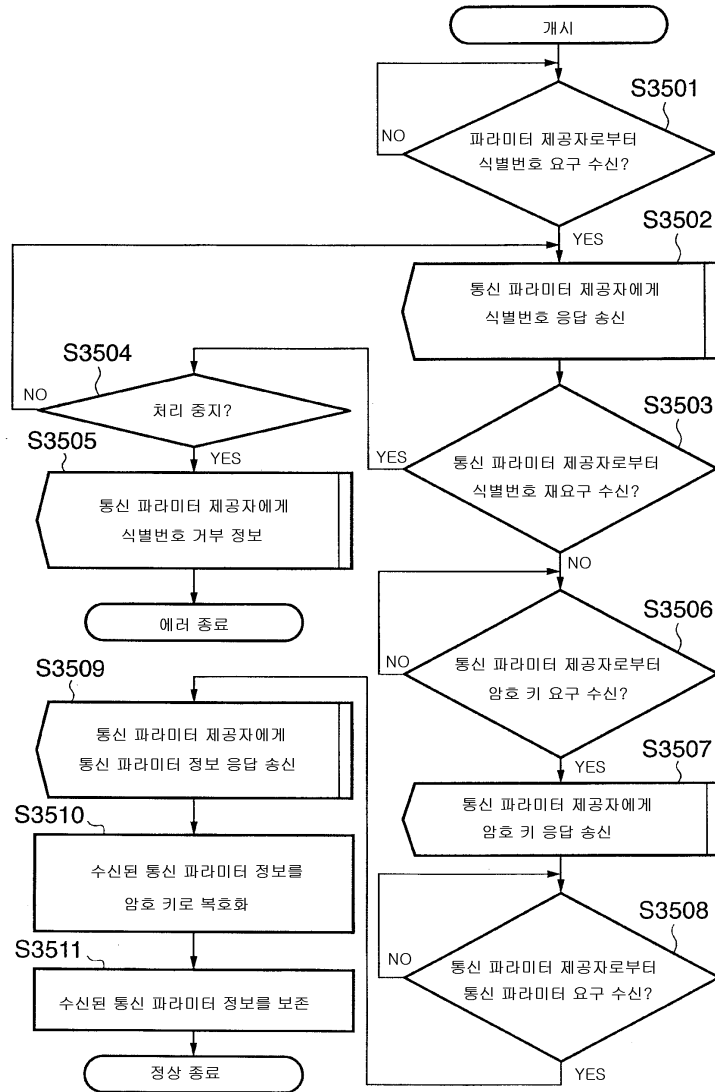 개시
S3501
NO
파라미터 제공자로부터
식별번호 요구 수신?
YES
S3502
통신 파라미터 제공자에게
식별번호 응답 송신
S3503
YES
통신 파라미터 제공자로부터
식별번호 재요구 수신?
NO
S3504
NO
처리 중지?
YES
S3505
통신 파라미터 제공자에게
식별번호 거부 정보
에러 종료
S3506
NO
통신 파라미터 제공자로부터
암호 키 요구 수신?
YES
S3507
통신 파라미터 제공자에게
암호 키 응답 송신
S3508
NO
통신 파라미터 제공자로부터
통신 파라미터 요구 수신?
YES
S3509
통신 파라미터 제공자에게
통신 파라미터 정보 응답 송신
S3510
수신된 통신 파라미터 정보를
암호 키로 복호화
S3511
수신된 통신 파라미터 정보를 보존
정상 종료